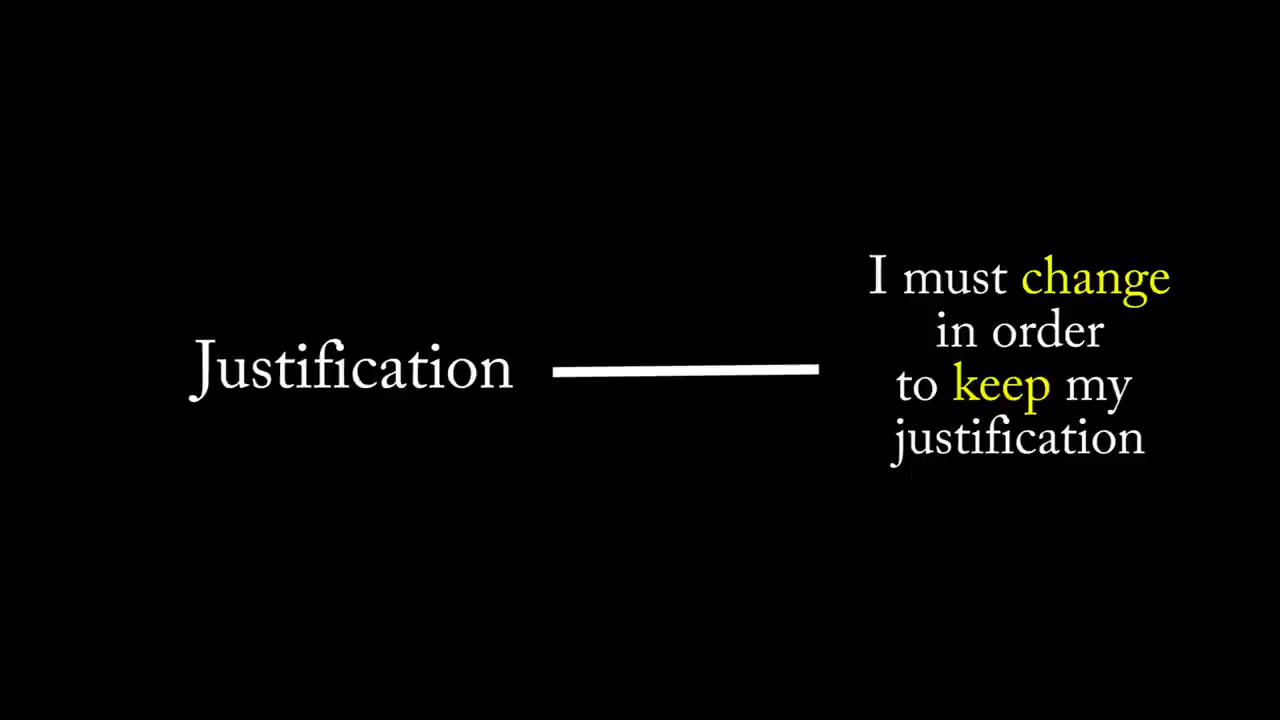 Justification
I must change
in order
to keep my
justification